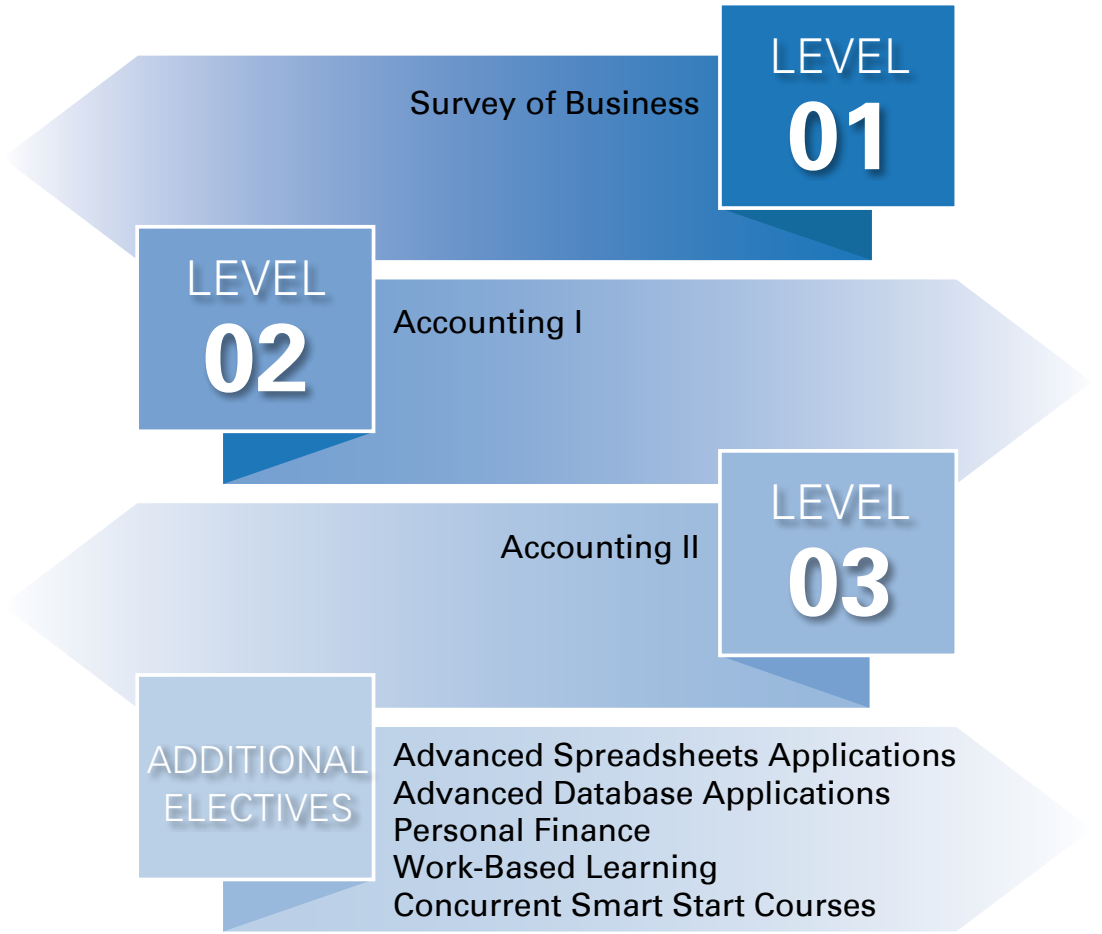 LEVEL
01
Survey of Business
LEVEL
02
Accounting I
LEVEL
03
Accounting II
ADDITIONAL
ELECTIVES
Advanced Spreadsheets Applications
Advanced Database Applications
Personal Finance
Work-Based Learning
Concurrent Smart Start Courses